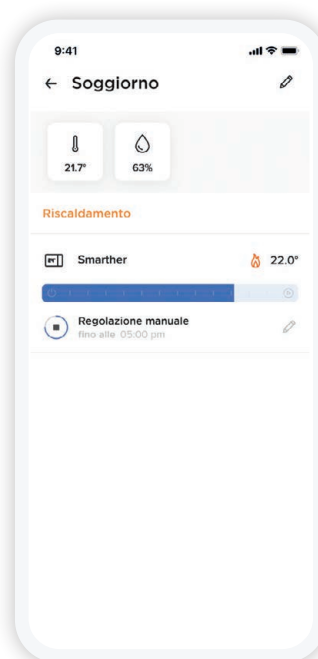 9:41
Soggiorno
21.7° 63%
Riscaldamento
Smarther 22.0°
Regolazione manuale
fino alle 05:00 pm